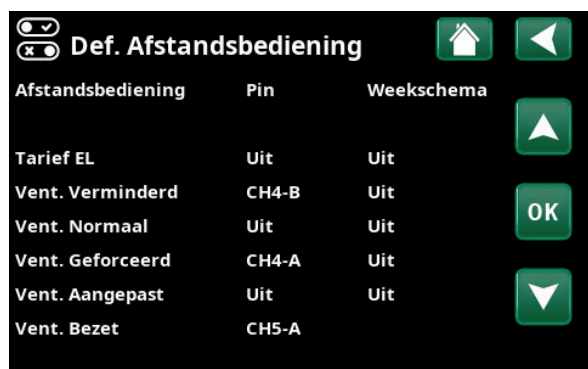 Def. Afstandsbediening
Afstandsbediening Pin Weekschema
Tarief EL Uit Uit
Vent. Verminderd CH4-B Uit
Vent. Normaal Uit Uit
Vent. Geforceerd CH4-A Uit
Vent. Aangepast Uit Uit
Vent. Bezet CH5-A
OK